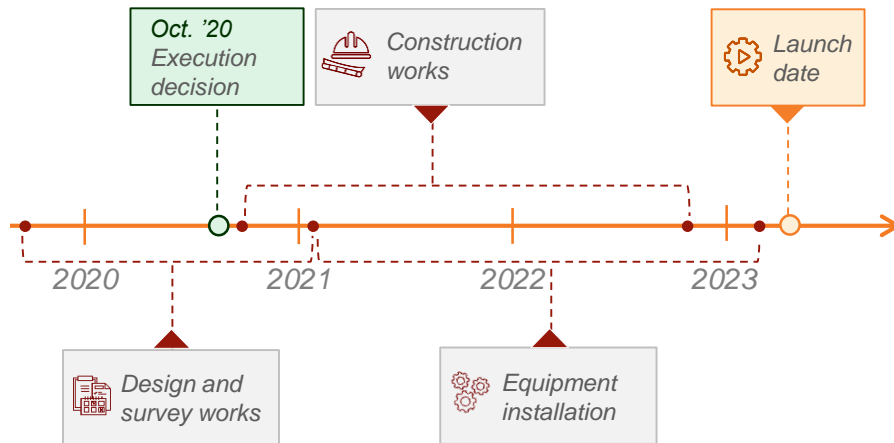 Oct. ’20
Execution
decision
Construction
works
Launch
date
2020
2021
2022
2023
Design and
survey works
Equipment
installation